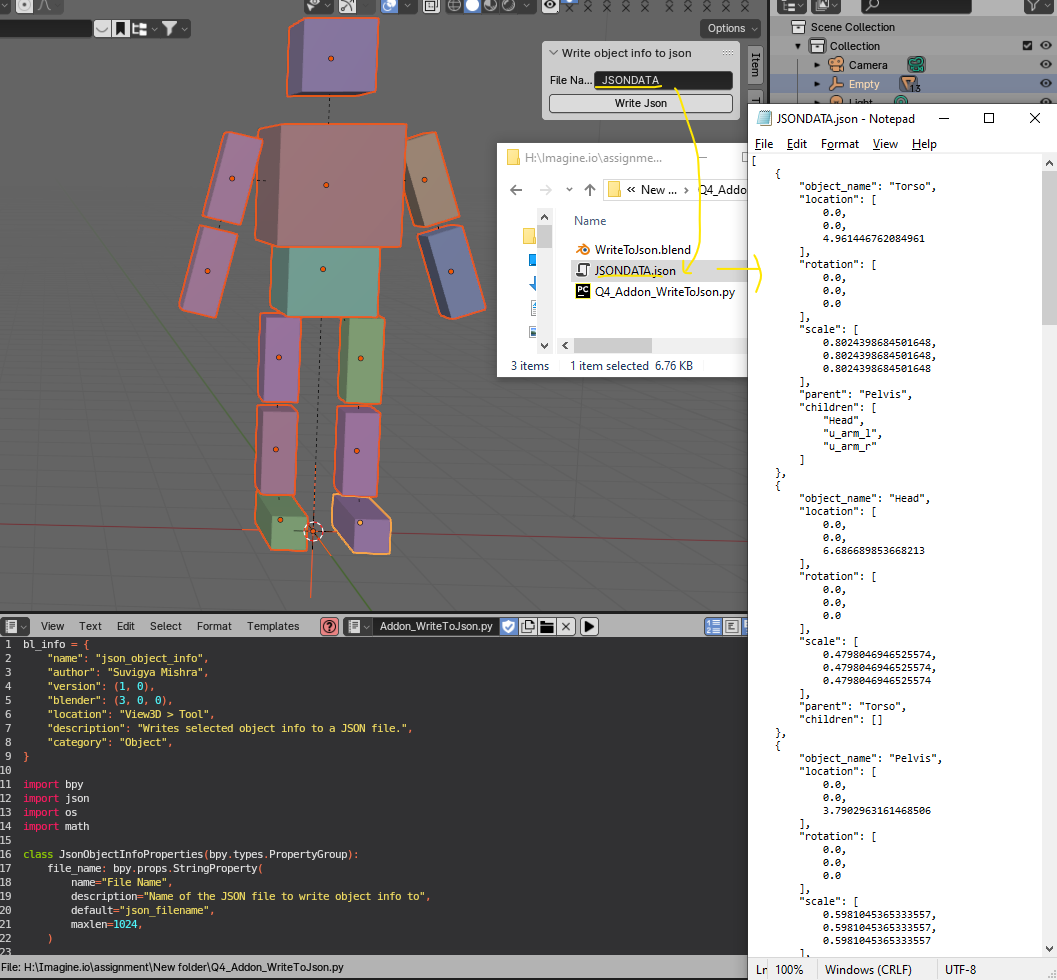 Options
Write object info to json
File Na...
JSONDATA
Write Json
Item
Scene Collection
Collection
Camera
Empty
13
Light
H:\Imagine.io\assignme...
« New ... › Q4_Addo
Name
WriteToJson.blend
JSONDATA.json
Q4_Addon_WriteToJson.py
3 items 1 item selected 6.76 KB
JSONDATA.json - Notepad
File Edit Format View Help
[
{
"object_name": "Torso",
"location": [
0.0,
0.0,
4.961446762084961
],
"rotation": [
0.0,
0.0,
0.0
],
"scale": [
0.8024398684501648,
0.8024398684501648,
0.8024398684501648
],
"parent": "Pelvis",
"children": [
"Head",
"u_arm_l",
"u_arm_r"
]
},
{
"object_name": "Head",
"location": [
0.0,
0.0,
6.686689853668213
],
"rotation": [
0.0,
0.0,
0.0
],
"scale": [
0.4798046946525574,
0.4798046946525574,
0.4798046946525574
],
"parent": "Torso",
"children": []
},
{
"object_name": "Pelvis",
"location": [
0.0,
0.0,
3.7902963161468506
],
"rotation": [
0.0,
0.0,
0.0
],
"scale": [
0.5981045365333557,
0.5981045365333557,
0.5981045365333557
],
Ln 100% Windows (CRLF) UTF-8
View Text Edit Select Format Templates
Addon_WriteToJson.py
1 bl_info = {
2 "name": "json_object_info",
3 "author": "Suvigya Mishra",
4 "version": (1, 0),
5 "blender": (3, 0, 0),
6 "location": "View3D > Tool",
7 "description": "Writes selected object info to a JSON file.",
8 "category": "Object",
9 }
10
11 import bpy
12 import json
13 import os
14 import math
15
16 class JsonObjectInfoProperties(bpy.types.PropertyGroup):
17 file_name: bpy.props.StringProperty(
18 name="File Name",
19 description="Name of the JSON file to write object info to",
20 default="json_filename",
21 maxlen=1024,
22 )
23
File: H:\Imagine.io\assignment\New folder\Q4_Addon_WriteToJson.py